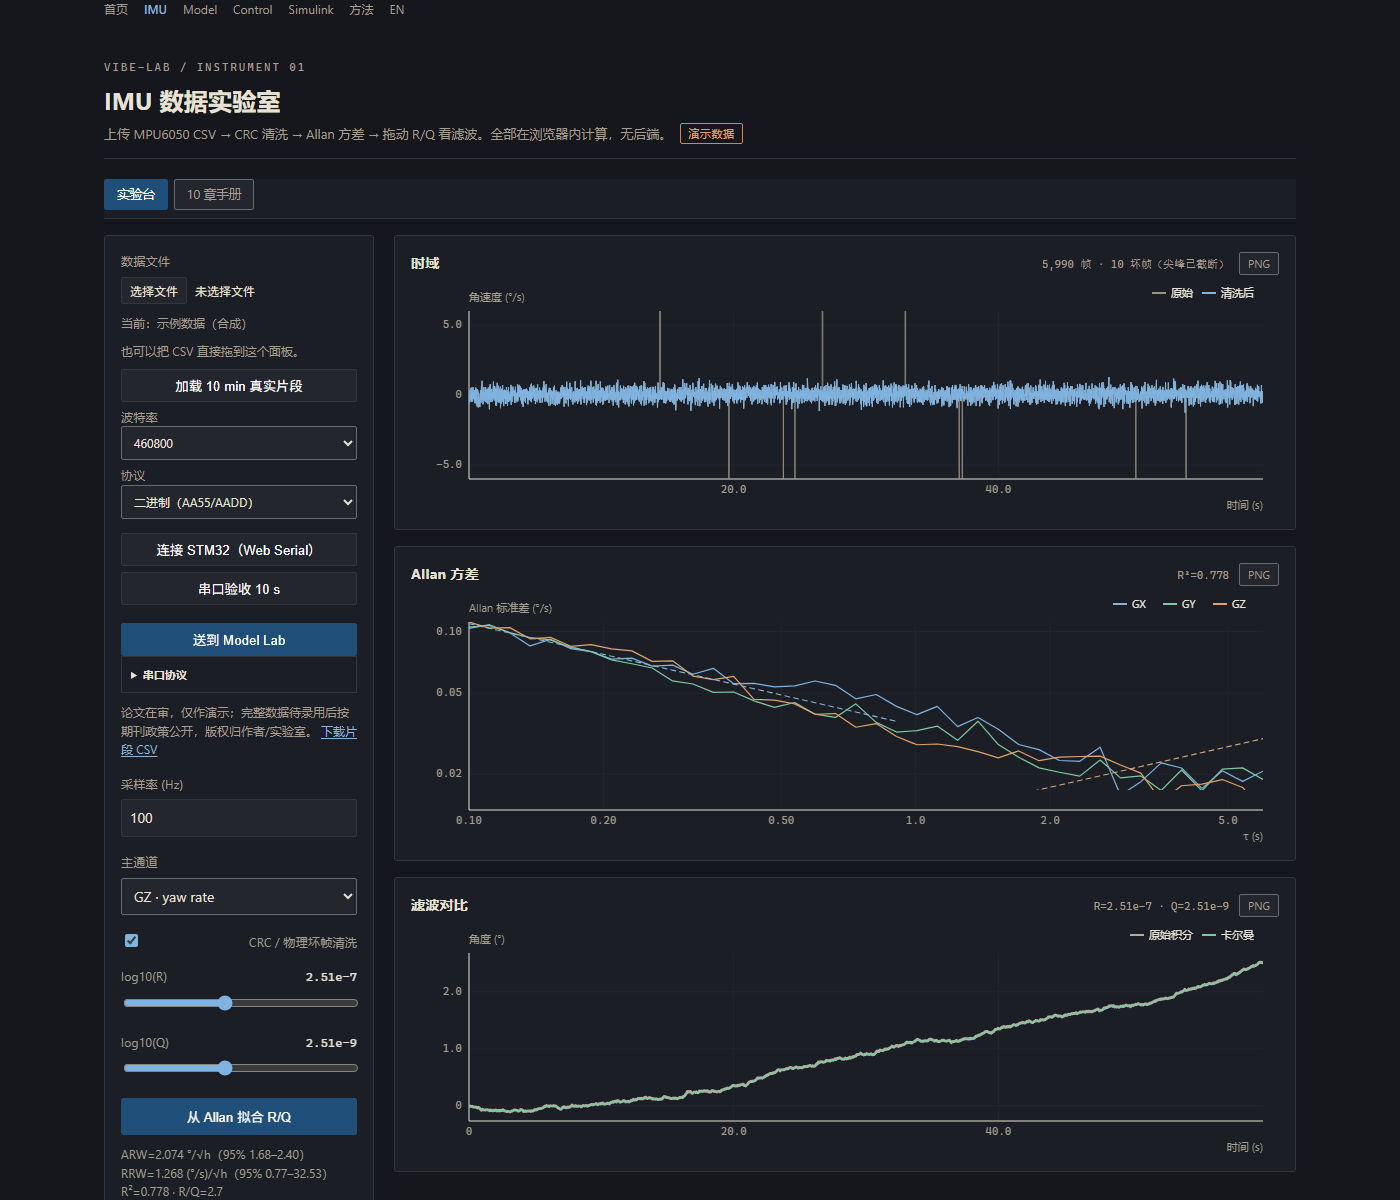 首页 IMU Model Control Simulink 方法 EN
VIBE-LAB / INSTRUMENT 01
IMU 数据实验室
上传 MPU6050 CSV → CRC 清洗 → Allan 方差 → 拖动 R/Q 看滤波。全部在浏览器内计算，无后端。 演示数据
实验台 10 章手册
数据文件
选择文件 未选择文件
当前：示例数据（合成）
也可以把 CSV 直接拖到这个面板。
加载 10 min 真实片段
波特率
460800
协议
二进制（AA55/AADD）
连接 STM32（Web Serial）
串口验收 10 s
送到 Model Lab
▶ 串口协议
论文在审，仅作演示；完整数据待录用后按
期刊政策公开，版权归作者/实验室。 下载片
段 CSV
采样率 (Hz)
100
主通道
GZ · yaw rate
CRC / 物理坏帧清洗
log10(R) 2.51e-7
log10(Q) 2.51e-9
从 Allan 拟合 R/Q
ARW=2.074 °/√h（95% 1.68–2.40）
RRW=1.268 (°/s)/√h（95% 0.77–32.53）
R²=0.778 · R/Q=2.7
时域
5,990 帧 · 10 坏帧（尖峰已截断） PNG
角速度 (°/s)
原始 清洗后
5.0
0
−5.0
20.0 40.0
时间 (s)
Allan 方差
R²=0.778 PNG
Allan 标准差 (°/s)
GX GY GZ
0.10
0.05
0.02
0.10 0.20 0.50 1.0 2.0 5.0
τ (s)
滤波对比
R=2.51e-7 · Q=2.51e-9 PNG
角度 (°)
原始积分 卡尔曼
2.0
1.0
0
0 20.0 40.0
时间 (s)